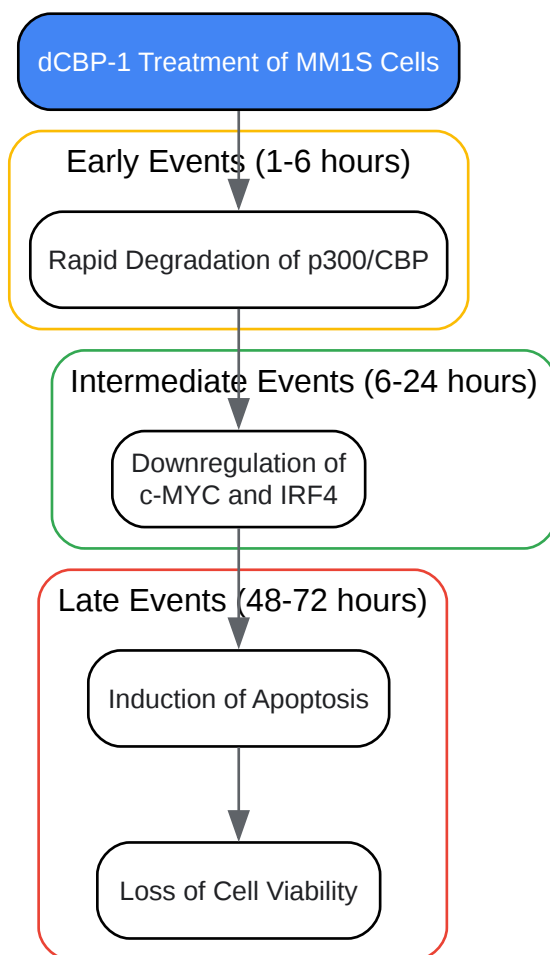 dCBP-1 Treatment of MM1S Cells
Early Events (1-6 hours)
Rapid Degradation of p300/CBP
Intermediate Events (6-24 hours)
Downregulation of
c-MYC and IRF4
Late Events (48-72 hours)
Induction of Apoptosis
Loss of Cell Viability